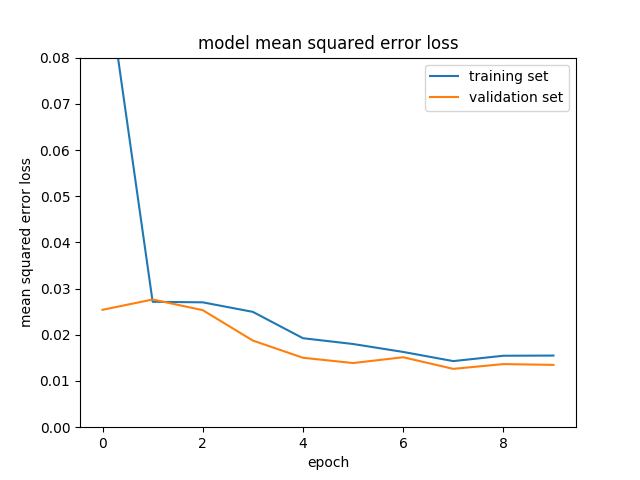 model mean squared error loss
training set
validation set
0.08
0.07
0.06
0.05
0.04
0.03
0.02
0.01
0.00
mean squared error loss
0 2 4 6 8
epoch